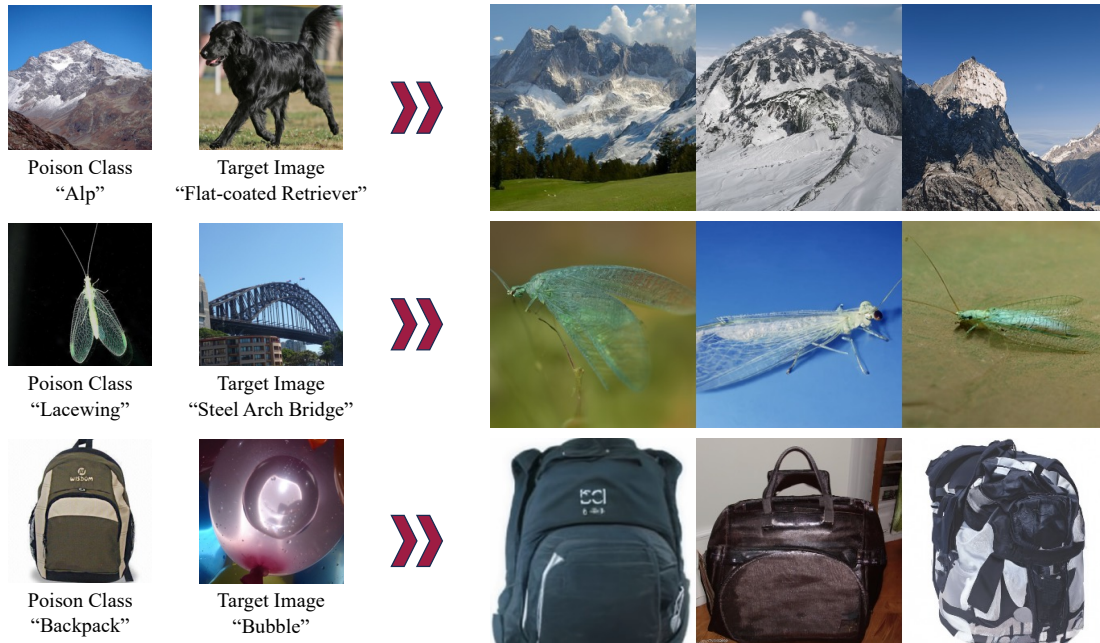 Poison Class
“Alp”
Target Image
“Flat-coated Retriever”
Poison Class
“Lacewing”
Target Image
“Steel Arch Bridge”
WISDOM
Poison Class
“Backpack”
Target Image
“Bubble”